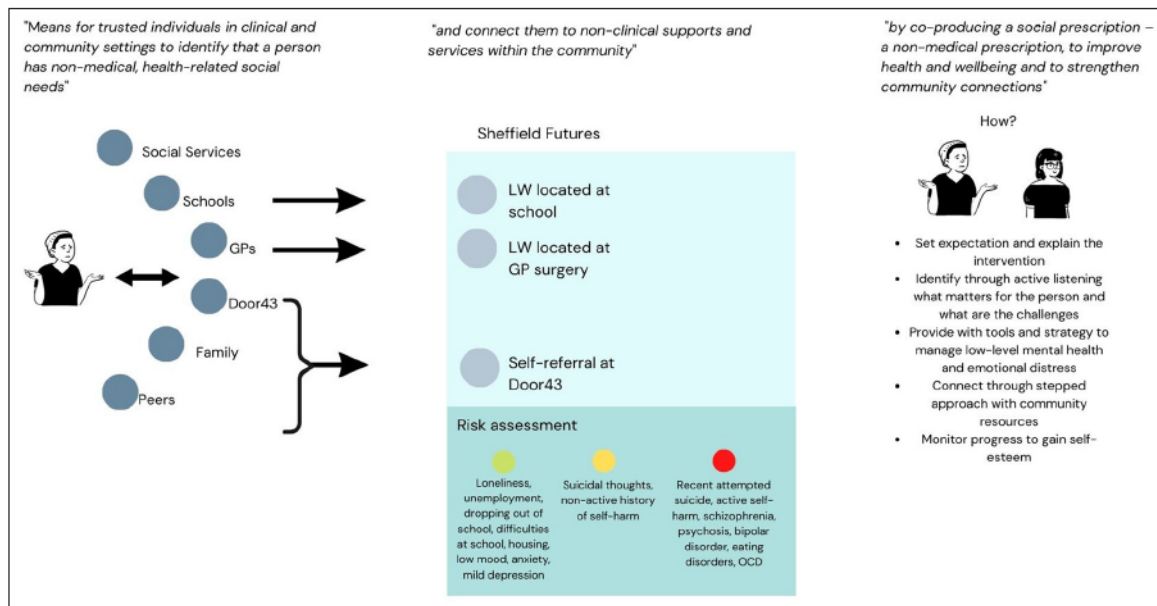 "Means for trusted individuals in clinical and
community settings to identify that a person
has non-medical, health-related social
needs"
Social Services
Schools
GPs
Door43
Family
Peers
"and connect them to non-clinical supports and
services within the community"
Sheffield Futures
LW located at
school
LW located at
GP surgery
Self-referral at
Door43
Risk assessment
Loneliness,
unemployment,
dropping out of
school, difficulties
at school, housing,
low mood, anxiety,
mild depression
Suicidal thoughts,
non-active history
of self-harm
Recent attempted
suicide, active self-
harm, schizophrenia,
psychosis, bipolar
disorder, eating
disorders, OCD
"by co-producing a social prescription –
a non-medical prescription, to improve
health and wellbeing and to strengthen
community connections"
How?
• Set expectation and explain the
intervention
• Identify through active listening
what matters for the person and
what are the challenges
• Provide with tools and strategy to
manage low-level mental health
and emotional distress
• Connect through stepped
approach with community
resources
• Monitor progress to gain self-
esteem